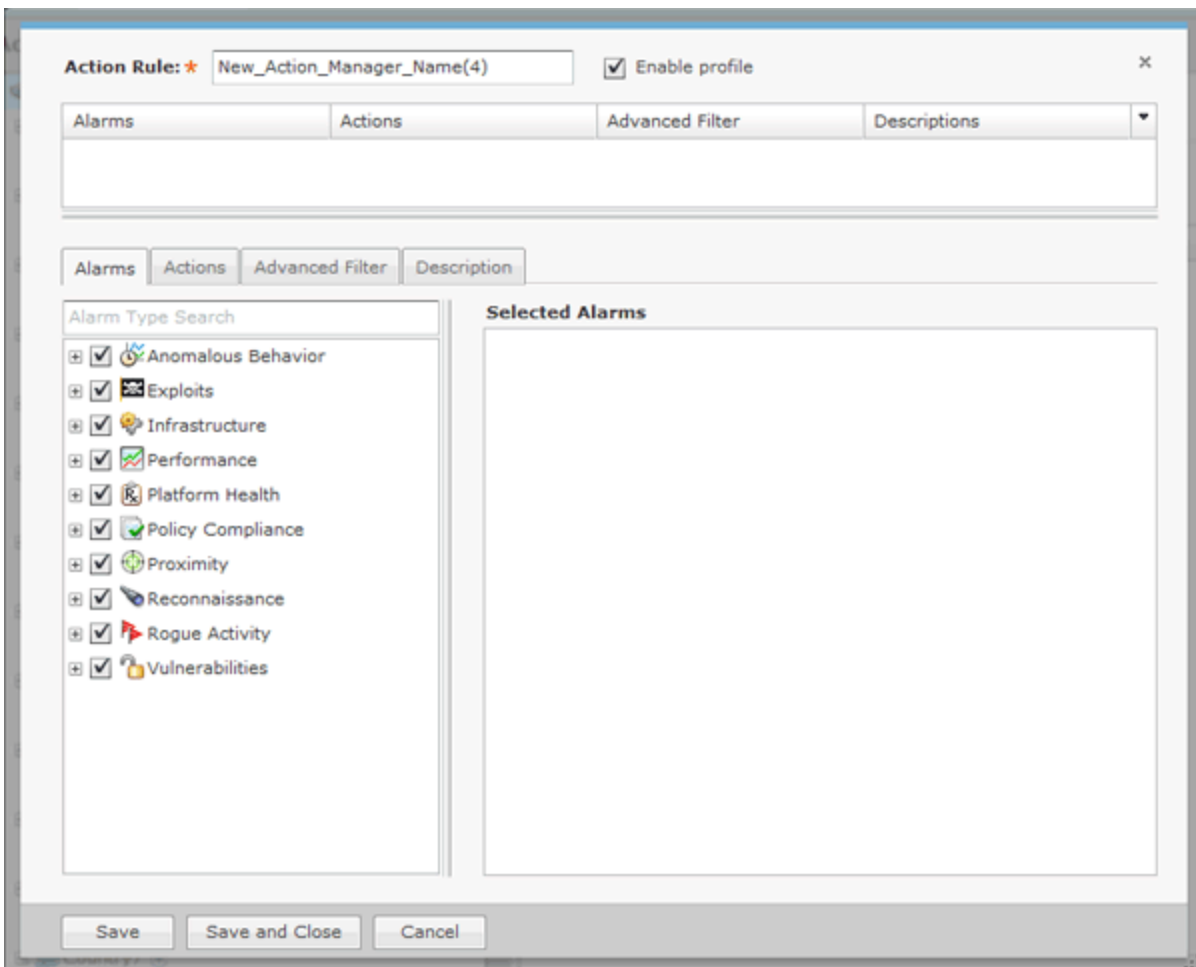 Action Rule: * New_Action_Manager_Name(4) Enable profile
Alarms Actions Advanced Filter Descriptions
Alarms Actions Advanced Filter Description
Alarm Type Search
Selected Alarms
Anomalous Behavior
Exploits
Infrastructure
Performance
Platform Health
Policy Compliance
Proximity
Reconnaissance
Rogue Activity
Vulnerabilities
Save Save and Close Cancel